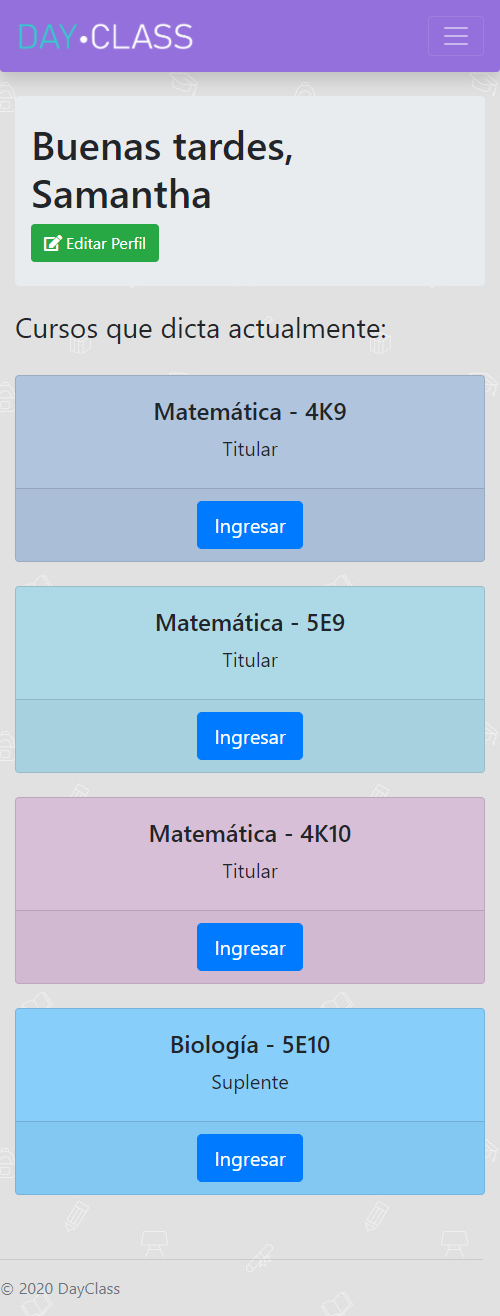 DAY•CLASS
Buenas tardes,
Samantha
Editar Perfil
Cursos que dicta actualmente:
Matemática - 4K9
Titular
Ingresar
Matemática - 5E9
Titular
Ingresar
Matemática - 4K10
Titular
Ingresar
Biología - 5E10
Suplente
Ingresar
© 2020 DayClass